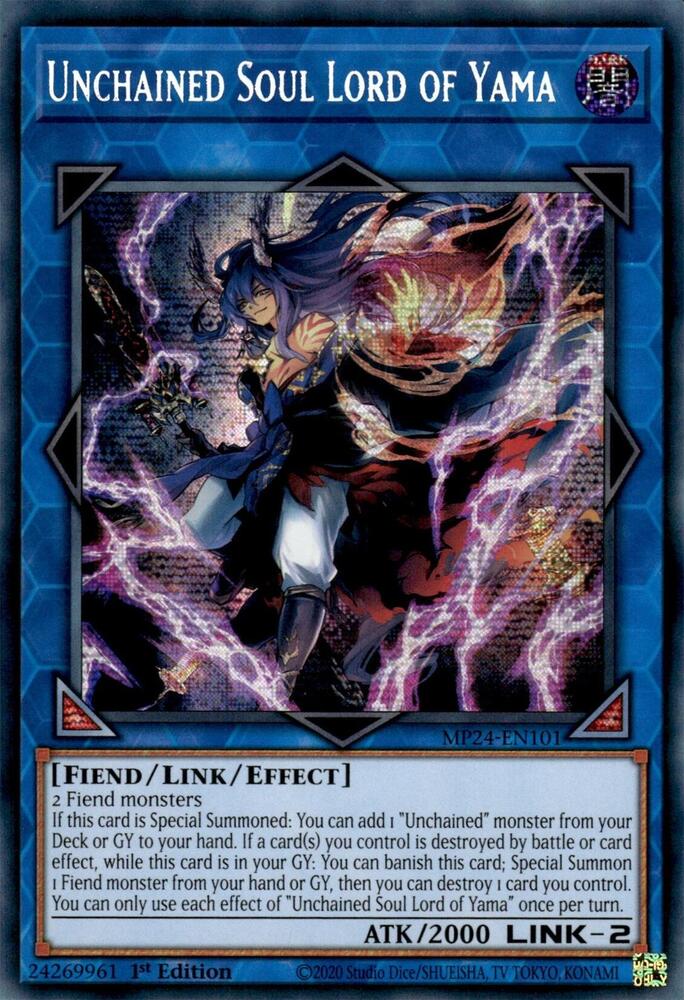 UNCHAINED SOUL LORD OF YAMA
DARK
闇
MP24-EN101
[FIEND/LINK/EFFECT]
2 Fiend monsters
If this card is Special Summoned: You can add 1 "Unchained" monster from your
Deck or GY to your hand. If a card(s) you control is destroyed by battle or card
effect, while this card is in your GY: You can banish this card; Special Summon
1 Fiend monster from your hand or GY, then you can destroy 1 card you control.
You can only use each effect of "Unchained Soul Lord of Yama" once per turn.
ATK/2000 LINK-2
24269961 1st Edition ©2020 Studio Dice/SHUEISHA, TV TOKYO, KONAMI